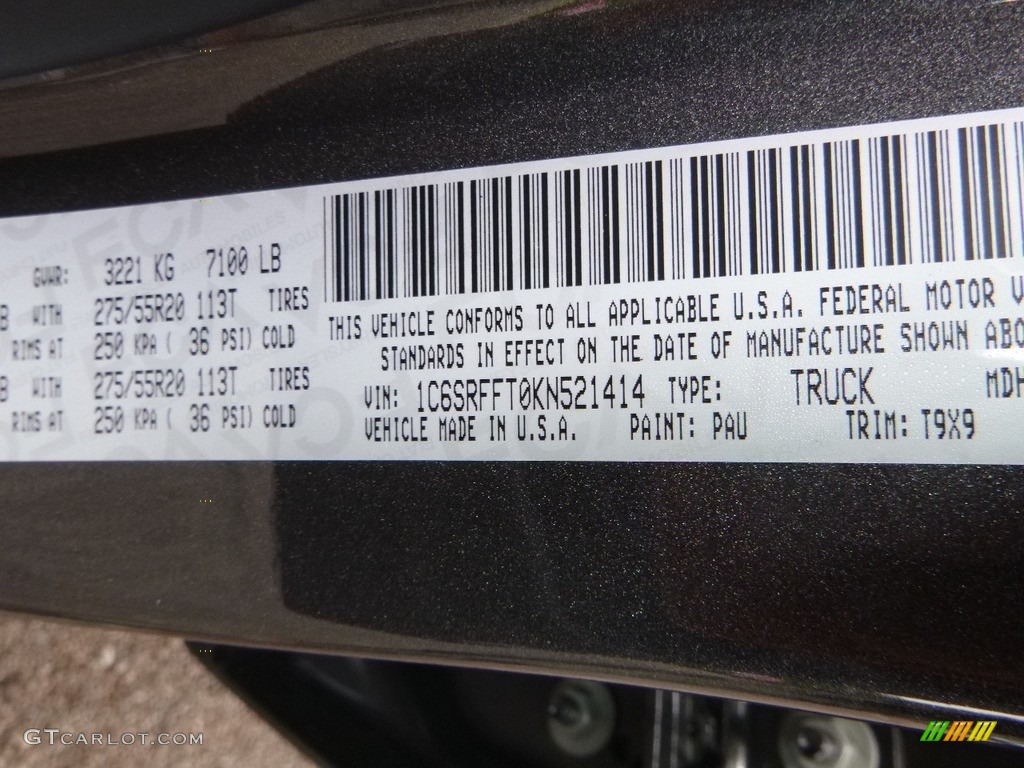 GVWR: 3221 KG 7100 LB
B WITH 275/55R20 113T TIRES
RIMS AT 250 KPA ( 36 PSI) COLD
B WITH 275/55R20 113T TIRES
RIMS AT 250 KPA ( 36 PSI) COLD
THIS VEHICLE CONFORMS TO ALL APPLICABLE U.S.A. FEDERAL MOTOR V
STANDARDS IN EFFECT ON THE DATE OF MANUFACTURE SHOWN ABO
VIN: 1C6SRFFT0KN521414 TYPE: TRUCK MDH
VEHICLE MADE IN U.S.A. PAINT: PAU TRIM: T9X9
GTCARLOT.COM